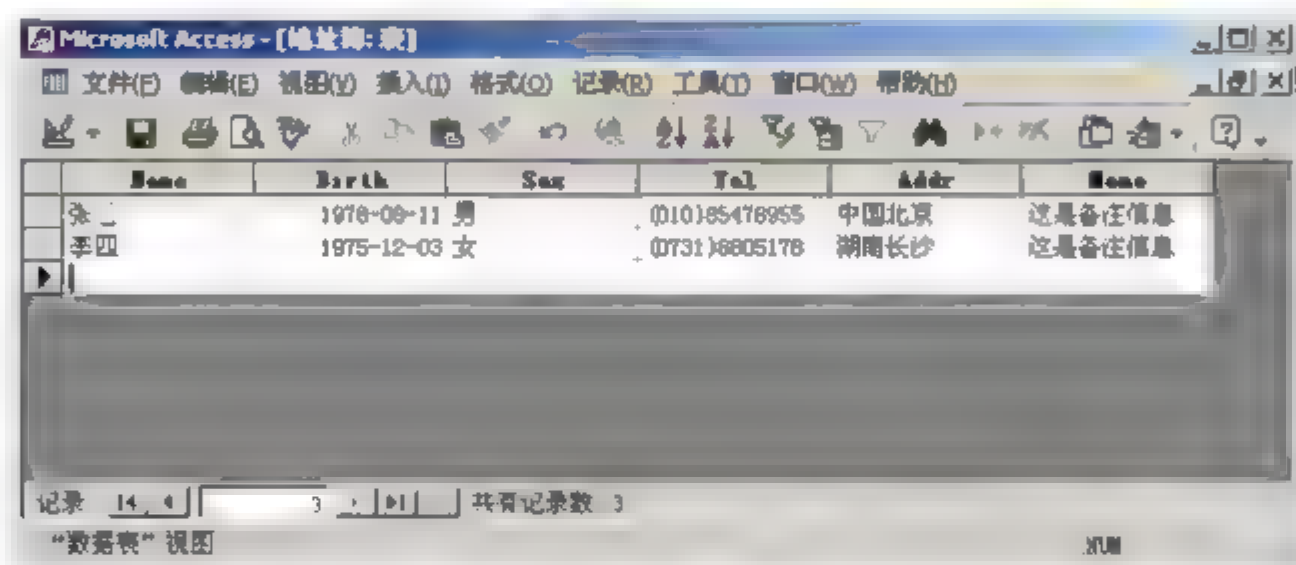 Microsoft Access - [地址簿: 表]
文件(F) 编辑(E) 视图(V) 插入(I) 格式(O) 记录(R) 工具(T) 窗口(W) 帮助(H)
Name Birth Sex Tel Addr Memo
张 1978-08-11 男 (010)85478955 中国北京 这是备注信息
李四 1975-12-03 女 (0731)8805178 湖南长沙 这是备注信息
记录 3 共有记录数 3
“数据表” 视图 NUM